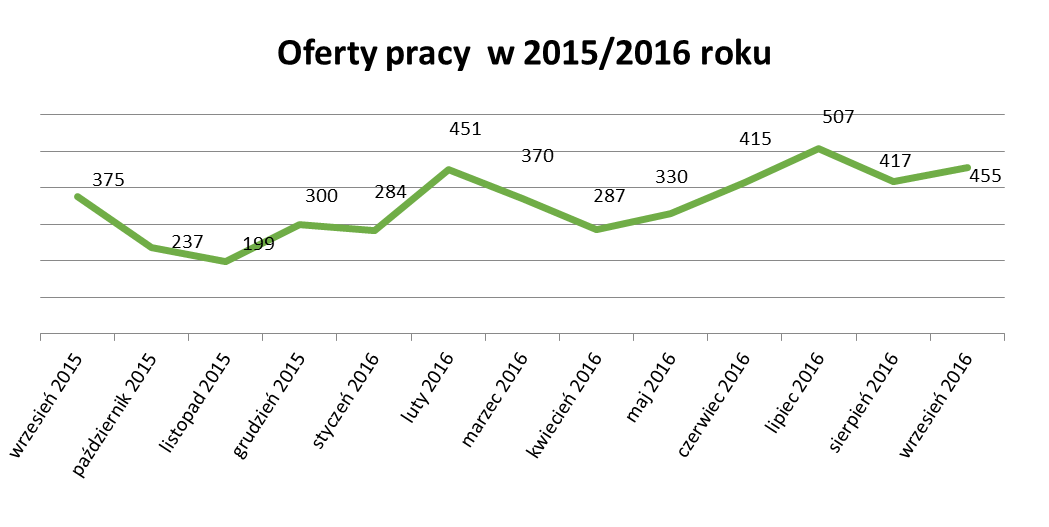 Oferty pracy  w 2015/2016 roku
375
237
199
300
284
451
370
287
330
415
507
417
455
wrzesień 2015
październik 2015
listopad 2015
grudzień 2015
styczeń 2016
luty 2016
marzec 2016
kwiecień 2016
maj 2016
czerwiec 2016
lipiec 2016
sierpień 2016
wrzesień 2016